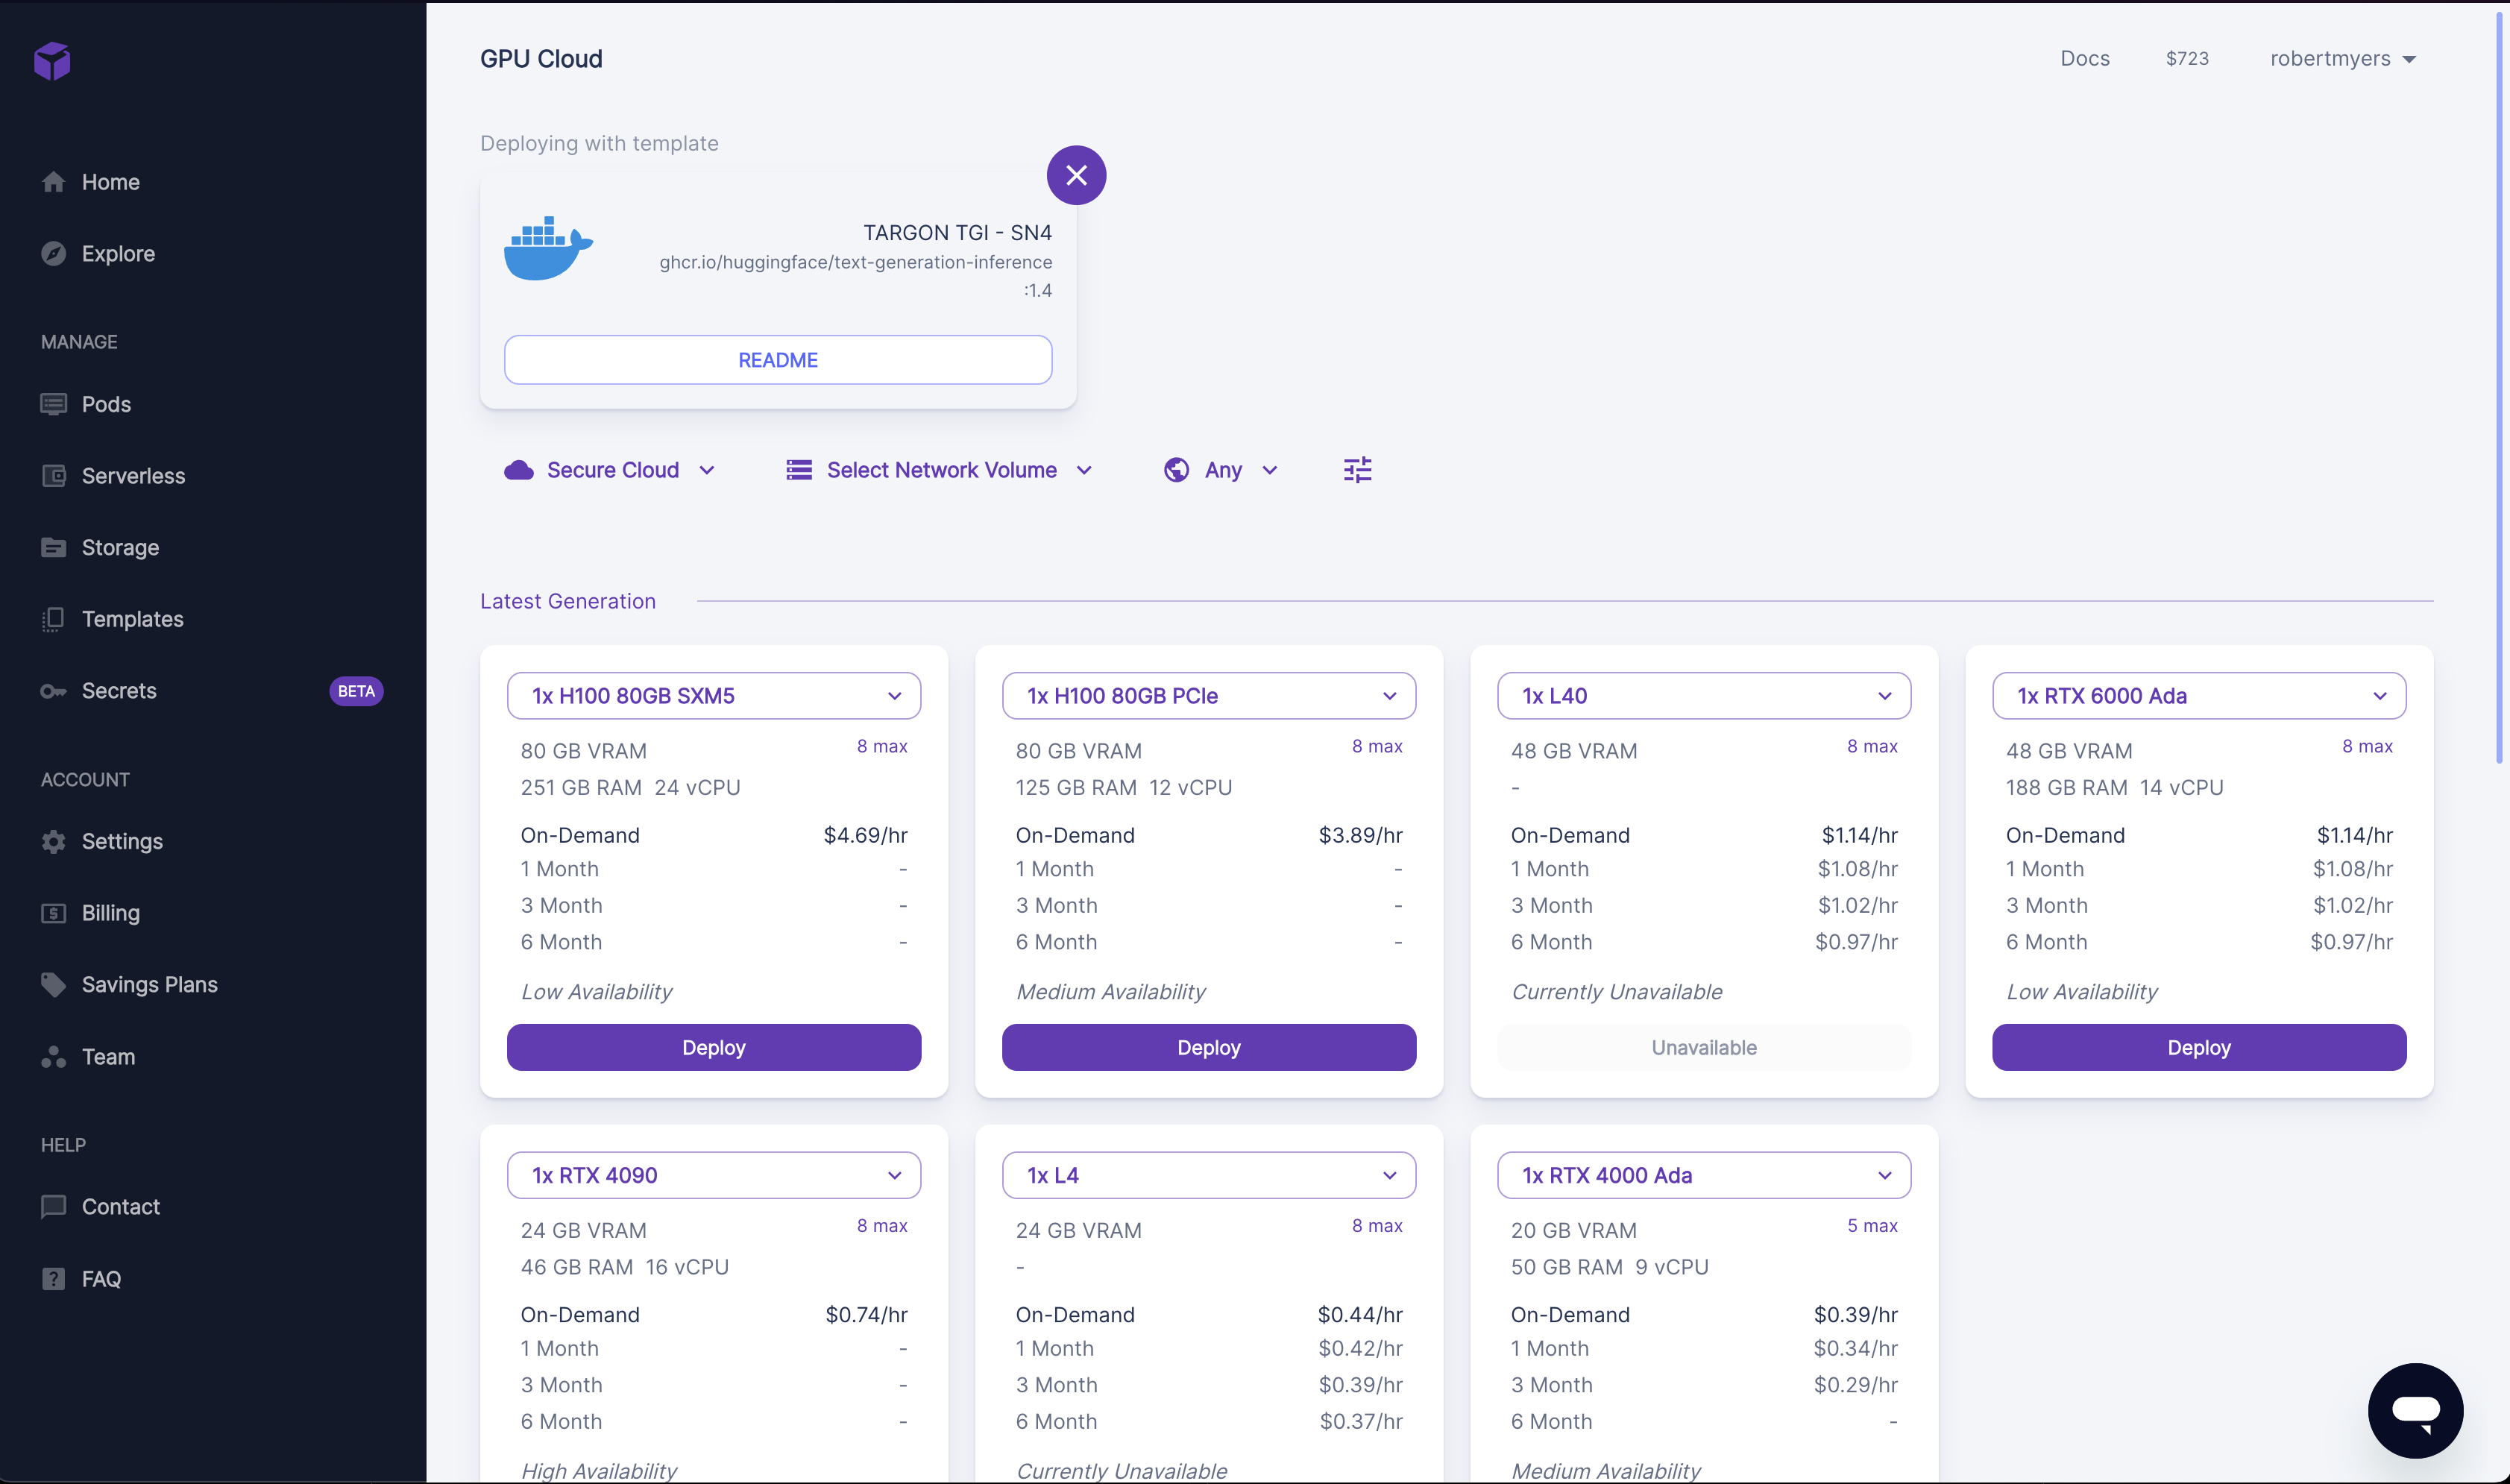 GPU Cloud
Docs
$723
robertmyers
Home
Explore
MANAGE
Pods
Serverless
Storage
Templates
Secrets
BETA
ACCOUNT
Settings
Billing
Savings Plans
Team
HELP
Contact
FAQ
Deploying with template
TARGON TGI - SN4
ghcr.io/huggingface/text-generation-inference
:1.4
README
Secure Cloud
Select Network Volume
Any
Latest Generation
1x H100 80GB SXM5
80 GB VRAM 8 max
251 GB RAM 24 vCPU
On-Demand $4.69/hr
1 Month -
3 Month -
6 Month -
Low Availability
Deploy
1x H100 80GB PCIe
80 GB VRAM 8 max
125 GB RAM 12 vCPU
On-Demand $3.89/hr
1 Month -
3 Month -
6 Month -
Medium Availability
Deploy
1x L40
48 GB VRAM 8 max
-
On-Demand $1.14/hr
1 Month $1.08/hr
3 Month $1.02/hr
6 Month $0.97/hr
Currently Unavailable
Unavailable
1x RTX 6000 Ada
48 GB VRAM 8 max
188 GB RAM 14 vCPU
On-Demand $1.14/hr
1 Month $1.08/hr
3 Month $1.02/hr
6 Month $0.97/hr
Low Availability
Deploy
1x RTX 4090
24 GB VRAM 8 max
46 GB RAM 16 vCPU
On-Demand $0.74/hr
1 Month -
3 Month -
6 Month -
High Availability
1x L4
24 GB VRAM 8 max
-
On-Demand $0.44/hr
1 Month $0.42/hr
3 Month $0.39/hr
6 Month $0.37/hr
Currently Unavailable
1x RTX 4000 Ada
20 GB VRAM 5 max
50 GB RAM 9 vCPU
On-Demand $0.39/hr
1 Month $0.34/hr
3 Month $0.29/hr
6 Month -
Medium Availability